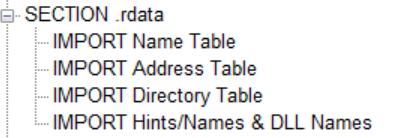 SECTION .rdata
IMPORT Name Table
IMPORT Address Table
IMPORT Directory Table
IMPORT Hints/Names & DLL Names